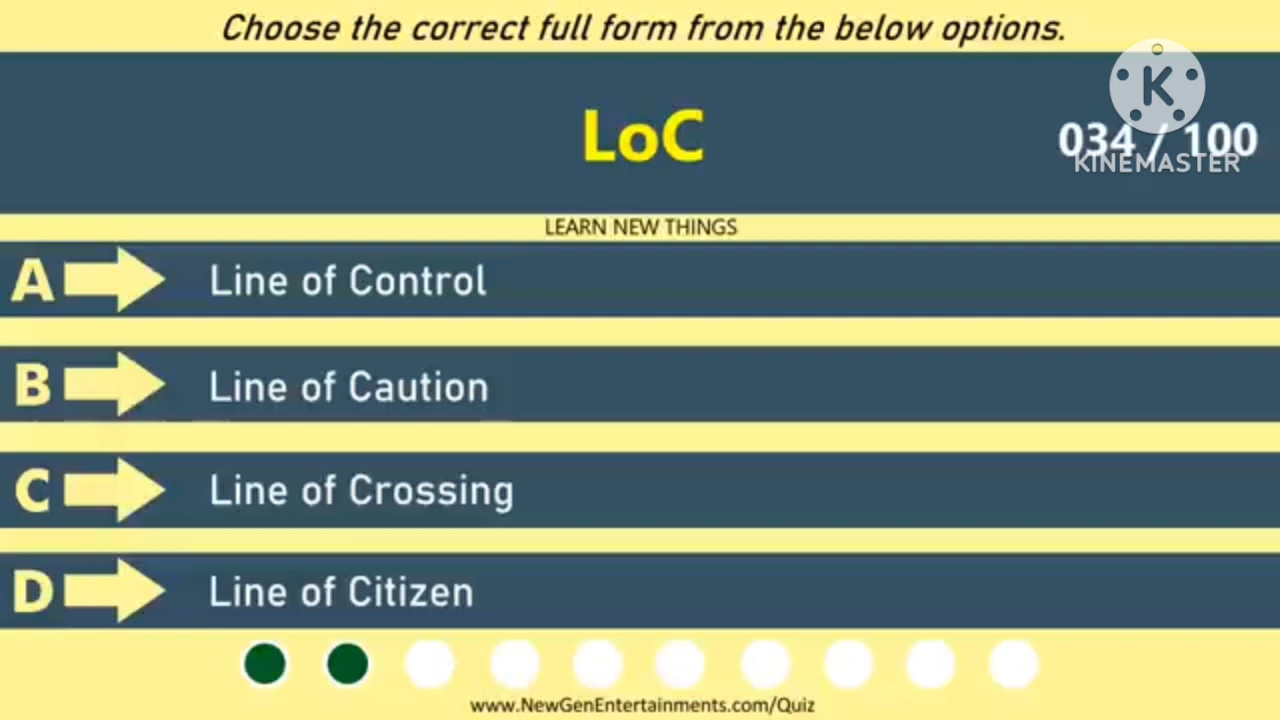 Choose the correct full form from the below options.
LoC
034 / 100
K
KINEMASTER
LEARN NEW THINGS
A Line of Control
B Line of Caution
C Line of Crossing
D Line of Citizen
www.NewGenEntertainments.com/Quiz